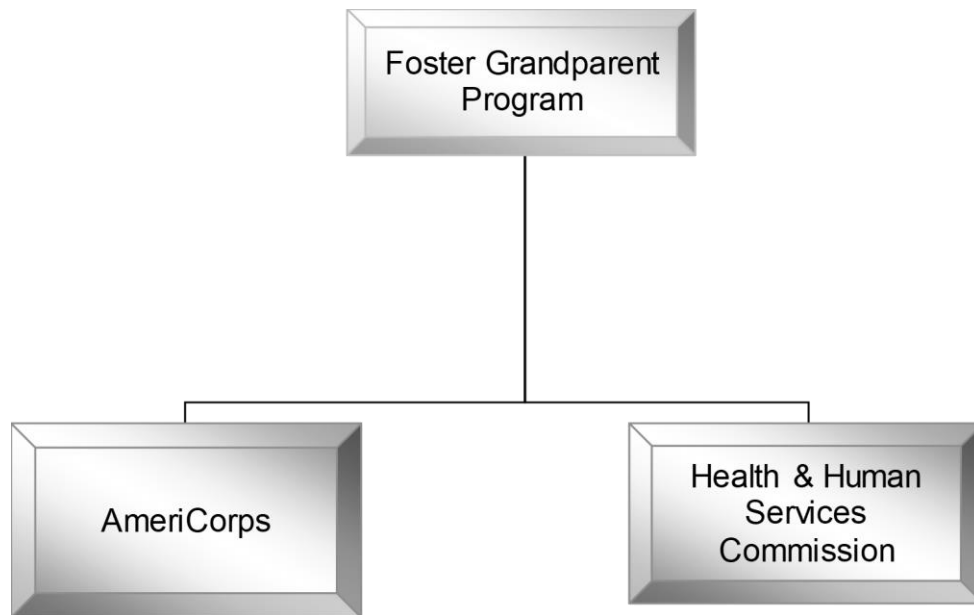 Foster Grandparent
Program
AmeriCorps
Health & Human
Services
Commission